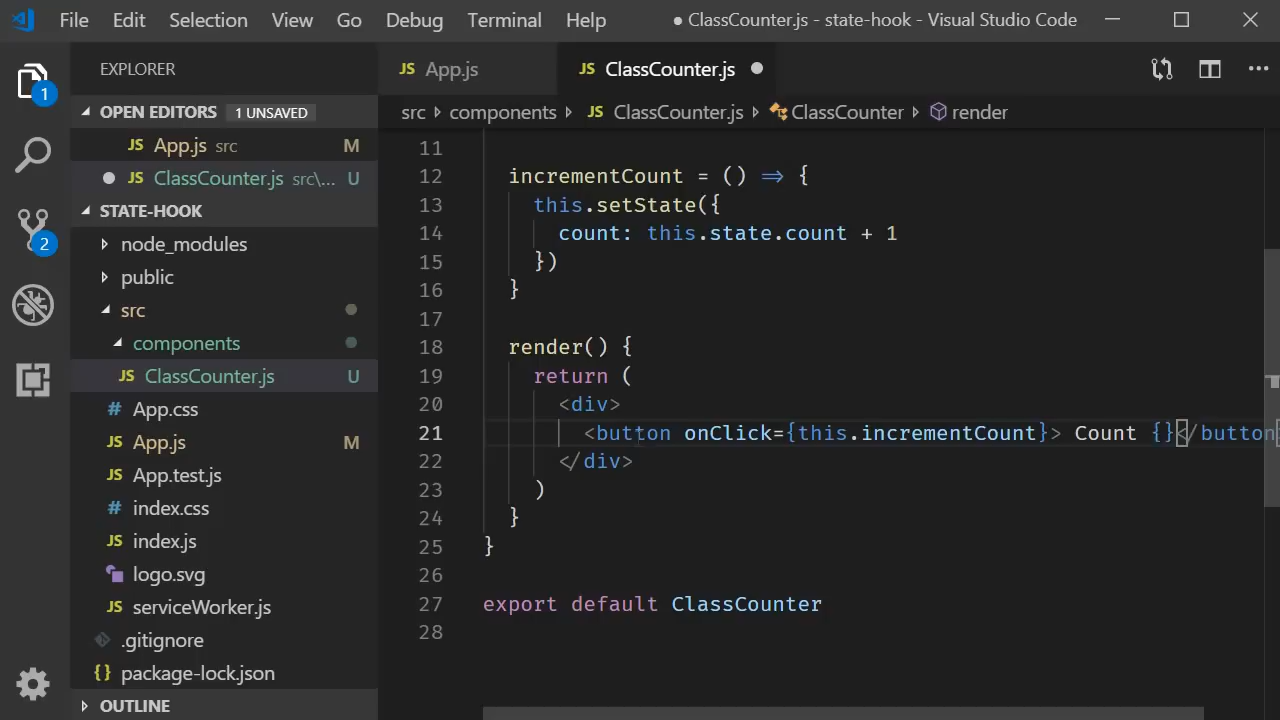 File Edit Selection View Go Debug Terminal Help ● ClassCounter.js - state-hook - Visual Studio Code
EXPLORER
OPEN EDITORS 1 UNSAVED
JS App.js src M
JS ClassCounter.js src\... U
STATE-HOOK
node_modules
public
src
components
JS ClassCounter.js U
# App.css
JS App.js M
JS App.test.js
# index.css
JS index.js
logo.svg
JS serviceWorker.js
.gitignore
{} package-lock.json
OUTLINE
1
2
JS App.js JS ClassCounter.js
src components JS ClassCounter.js ClassCounter render
11
12 incrementCount = () => {
13 this.setState({
14 count: this.state.count + 1
15 })
16 }
17
18 render() {
19 return (
20 <div>
21 <button onClick={this.incrementCount}> Count {}</button
22 </div>
23 )
24 }
25 }
26
27 export default ClassCounter
28